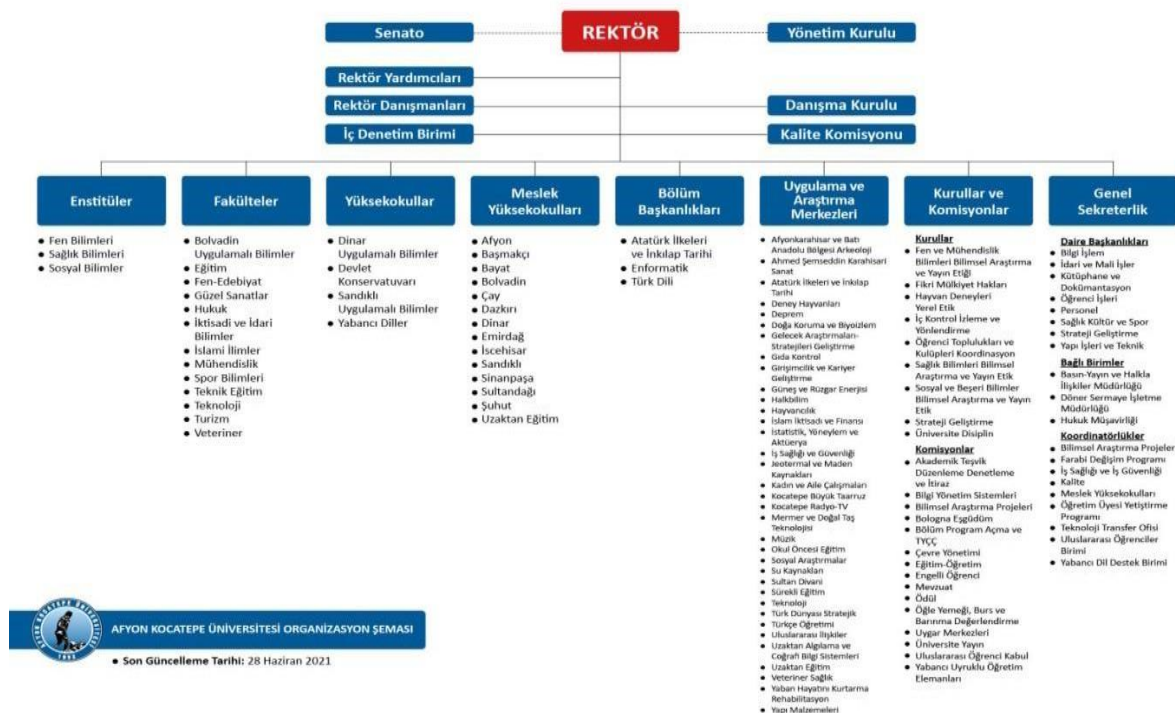 Senato
REKTÖR
Yönetim Kurulu
Rektör Yardımcıları
Rektör Danışmanları
Danışma Kurulu
İç Denetim Birimi
Kalite Komisyonu
Enstitüler
• Fen Bilimleri
• Sağlık Bilimleri
• Sosyal Bilimler
Fakülteler
• Bolvadin
Uygulamalı Bilimler
• Eğitim
• Fen-Edebiyat
• Güzel Sanatlar
• Hukuk
• İktisadi ve İdari
Bilimler
• İslami İlimler
• Mühendislik
• Spor Bilimleri
• Teknik Eğitim
• Teknoloji
• Turizm
• Veteriner
Yüksekokullar
• Dinar
Uygulamalı Bilimler
• Devlet
Konservatuvarı
• Sandıklı
Uygulamalı Bilimler
• Yabancı Diller
Meslek
Yüksekokulları
• Afyon
• Başmakçı
• Bayat
• Bolvadin
• Çay
• Dazkırı
• Dinar
• Emirdağ
• İscehisar
• Sandıklı
• Sinanpaşa
• Sultandağı
• Şuhut
• Uzaktan Eğitim
Bölüm
Başkanlıkları
• Atatürk İlkeleri
ve İnkılap Tarihi
• Enformatik
• Türk Dili
Uygulama ve
Araştırma
Merkezleri
• Afyonkarahisar ve Batı
Anadolu Bölgesi Arkeoloji
• Ahmed Şemseddin Karahisari
Sanat
• Atatürk İlkeleri ve İnkılap
Tarihi
• Deney Hayvanları
• Deprem
• Doğa Koruma ve Biyoizlem
• Gelecek Araştırmaları-
Stratejileri Geliştirme
• Gıda Kontrol
• Girişimcilik ve Kariyer
Geliştirme
• Güneş ve Rüzgar Enerjisi
• Halkbilim
• Hayvancılık
• İslam İktisadı ve Finansı
• İstatistik, Yöneylem ve
Aktüerya
• İş Sağlığı ve Güvenliği
• Jeotermal ve Maden
Kaynakları
• Kadın ve Aile Çalışmaları
• Kocatepe Büyük Taarruz
• Kocatepe Radyo-TV
• Mermer ve Doğal Taş
Teknolojisi
• Müzik
• Okul Öncesi Eğitim
• Sosyal Araştırmalar
• Su Kaynakları
• Sultan Divani
• Sürekli Eğitim
• Teknoloji
• Türk Dünyası Stratejik
• Türkçe Öğretimi
• Uluslararası İlişkiler
• Uzaktan Algılama ve
Coğrafi Bilgi Sistemleri
• Uzaktan Eğitim
• Veteriner Sağlık
• Yaban Hayatını Kurtarma
Rehabilitasyon
• Yapı Malzemeleri
Kurullar ve
Komisyonlar
Kurullar
• Fen ve Mühendislik
Bilimleri Bilimsel Araştırma
ve Yayın Etiği
• Fikri Mülkiyet Hakları
• Hayvan Deneyleri
Yerel Etik
• İç Kontrol İzleme ve
Yönlendirme
• Öğrenci Toplulukları ve
Kulüpleri Koordinasyon
• Sağlık Bilimleri Bilimsel
Araştırma ve Yayın Etik
• Sosyal ve Beşeri Bilimler
Bilimsel Araştırma ve Yayın
Etik
• Strateji Geliştirme
• Üniversite Disiplin
Komisyonlar
• Akademik Teşvik
Düzenleme Denetleme
ve İtiraz
• Bilgi Yönetim Sistemleri
• Bilimsel Araştırma Projeleri
• Bologna Eşgüdüm
• Bölüm Program Açma ve
TYÇÇ
• Çevre Yönetimi
• Eğitim-Öğretim
• Engelli Öğrenci
• Mevzuat
• Ödül
• Öğle Yemeği, Burs ve
Barınma Değerlendirme
• Uygar Merkezleri
• Üniversite Yayın
• Uluslararası Öğrenci Kabul
• Yabancı Uyruklu Öğretim
Elemanları
Genel
Sekreterlik
Daire Başkanlıkları
• Bilgi İşlem
• İdari ve Mali İşler
• Kütüphane ve
Dokümantasyon
• Öğrenci İşleri
• Personel
• Sağlık Kültür ve Spor
• Strateji Geliştirme
• Yapı İşleri ve Teknik
Bağlı Birimler
• Basın-Yayın ve Halkla
İlişkiler Müdürlüğü
• Döner Sermaye İşletme
Müdürlüğü
• Hukuk Müşavirliği
Koordinatörlükler
• Bilimsel Araştırma Projeler
• Farabi Değişim Programı
• İş Sağlığı ve İş Güvenliği
• Kalite
• Meslek Yüksekokulları
• Öğretim Üyesi Yetiştirme
Programı
• Teknoloji Transfer Ofisi
• Uluslararası Öğrenciler
Birimi
• Yabancı Dil Destek Birimi
AFYON KOCATEPE ÜNİVERSİTESİ
1992
AFYON KOCATEPE ÜNİVERSİTESİ ORGANİZASYON ŞEMASI
• Son Güncelleme Tarihi: 28 Haziran 2021